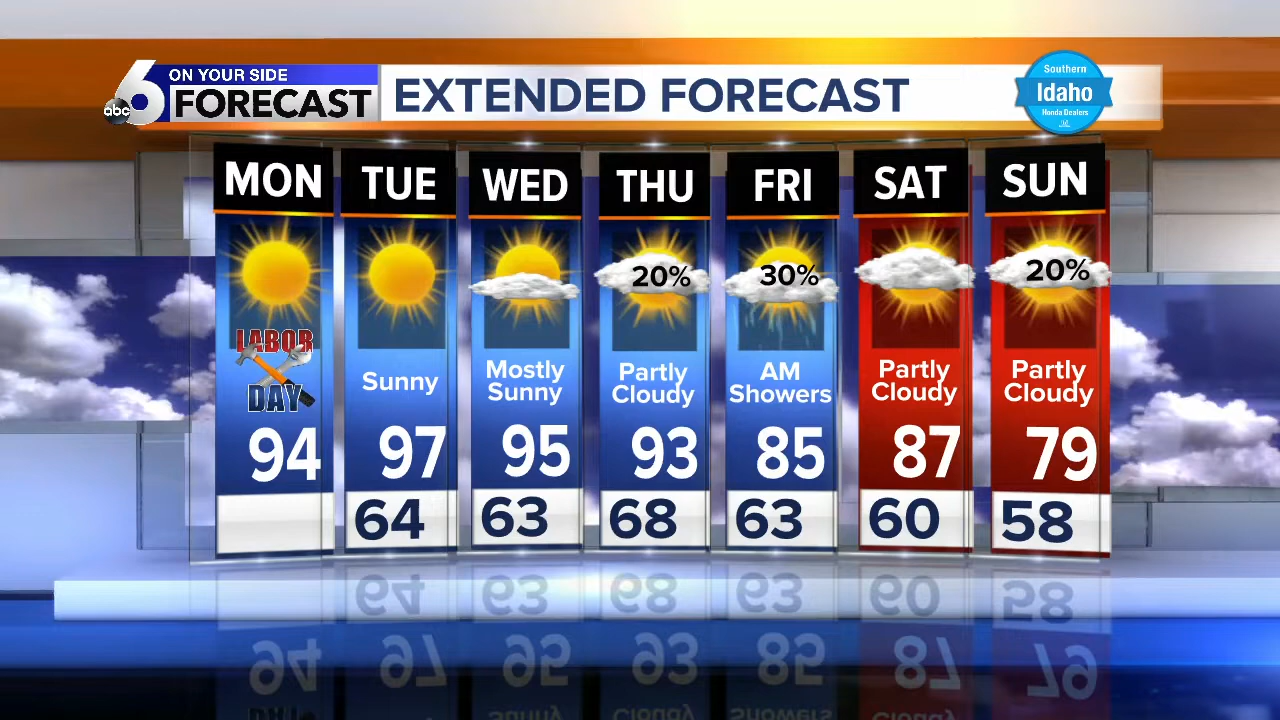 abc 6 ON YOUR SIDE
FORECAST
EXTENDED FORECAST
Southern
Idaho
Honda Dealers
MON TUE WED THU FRI SAT SUN
20% 30% 20%
LABOR
DAY
Sunny
Mostly
Sunny
Partly
Cloudy
AM
Showers
Partly
Cloudy
Partly
Cloudy
94 97 95 93 85 87 79
64 63 68 63 60 58